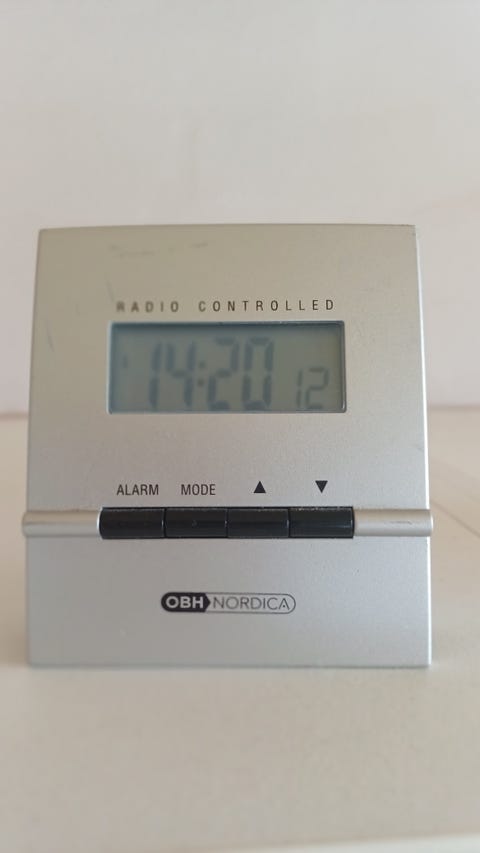 RADIO CONTROLLED
14:20 12
ALARM MODE ▲ ▼
OBH NORDICA